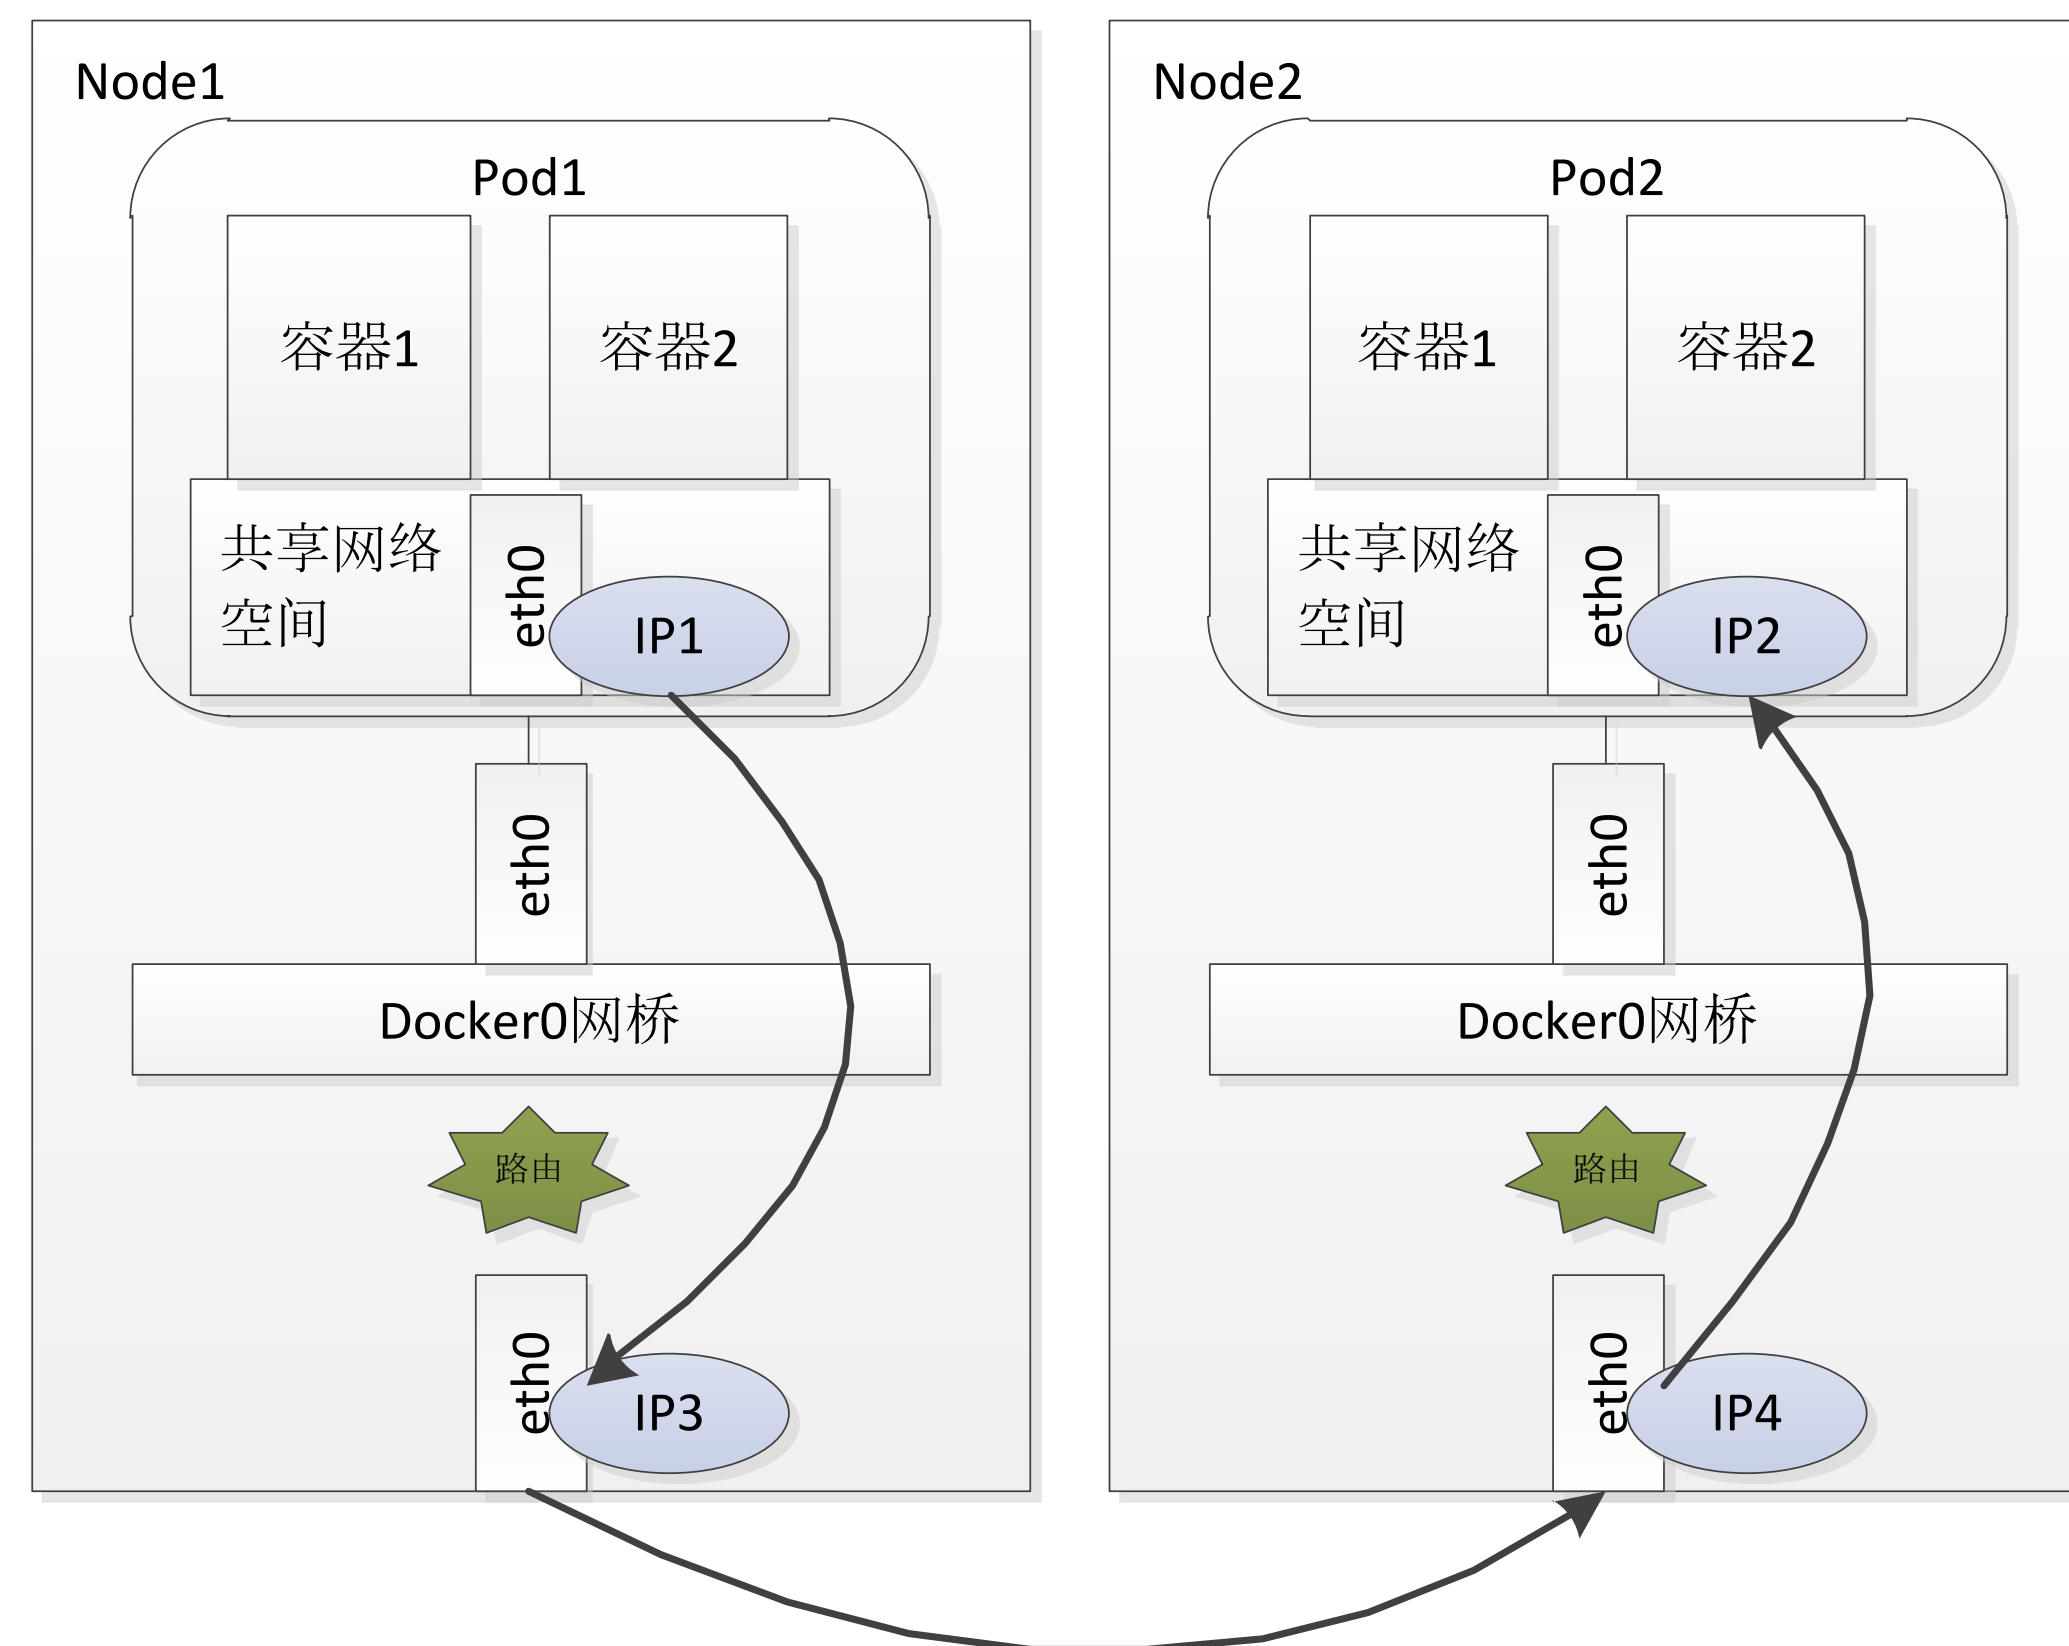 Node1
Pod1
容器1
容器2
共享网络
空间
eth0
IP1
eth0
Docker0网桥
路由
eth0
IP3
Node2
Pod2
容器1
容器2
共享网络
空间
eth0
IP2
eth0
Docker0网桥
路由
eth0
IP4